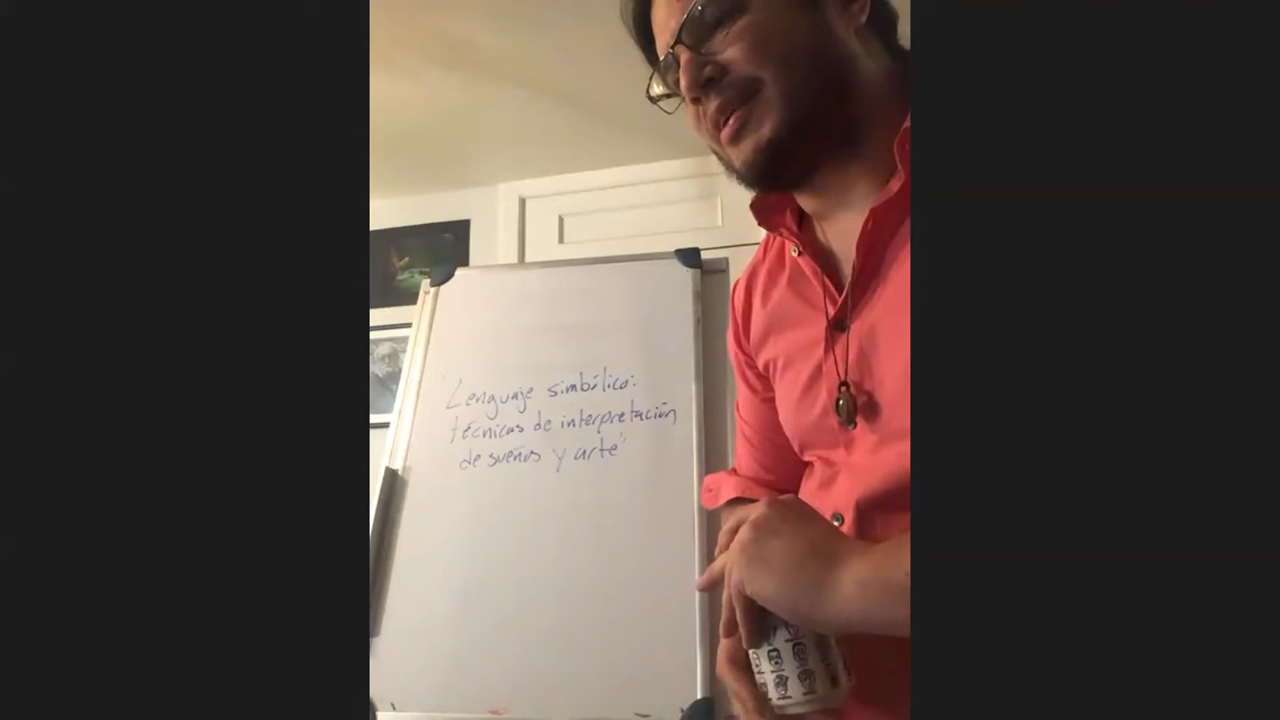 "Lenguaje simbólico:
técnicas de interpretación
de sueños y arte"